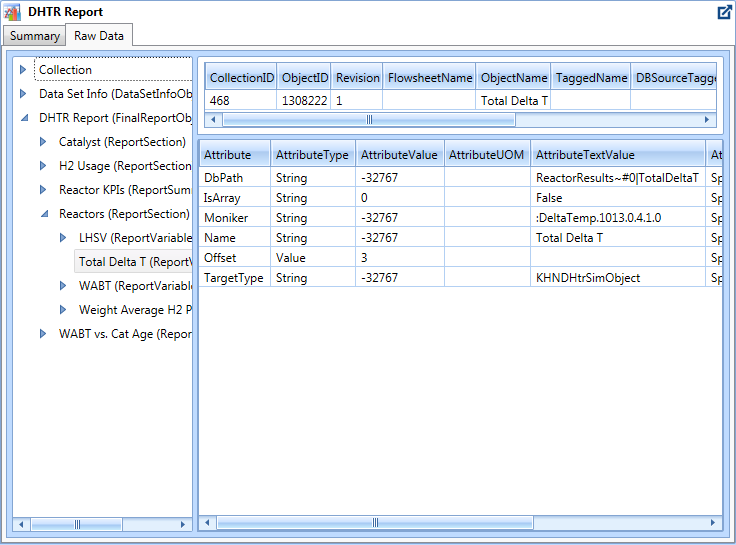 DHTR Report
Summary Raw Data
Collection
Data Set Info (DataSetInfoOb
DHTR Report (FinalReportObj
Catalyst (ReportSection)
H2 Usage (ReportSection
Reactor KPIs (ReportSum
Reactors (ReportSection)
LHSV (ReportVariable
Total Delta T (ReportV
WABT (ReportVariabl
Weight Average H2 P
WABT vs. Cat Age (Repor
CollectionID ObjectID Revision FlowsheetName ObjectName TaggedName DBSourceTagge
468 1308222 1 Total Delta T
Attribute AttributeType AttributeValue AttributeUOM AttributeTextValue At
DbPath String -32767 ReactorResults~#0|TotalDeltaT Sp
IsArray String 0 False Sp
Moniker String -32767 :DeltaTemp.1013.0.4.1.0 Sp
Name String -32767 Total Delta T Sp
Offset Value 3 Sp
TargetType String -32767 KHNDHtrSimObject Sp